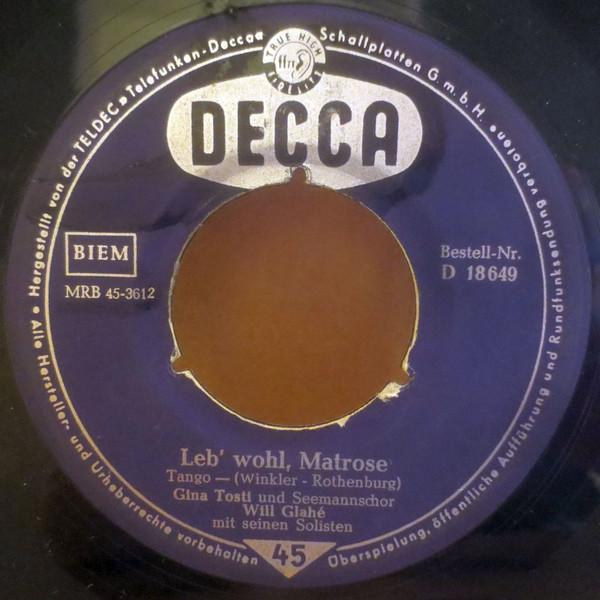 Hergestellt von der TELDEC » Telefunken-Decca« Schallplatten G.m.b.H.
TRUE HIGH
ffrr
FIDELITY
DECCA
BIEM
MRB 45-3612
Bestell-Nr.
D 18649
Leb' wohl, Matrose
Tango — (Winkler - Rothenburg)
Gina Tosti und Seemannschor
Will Glahé
mit seinen Solisten
45
Alle Hersteller- und Urheberrechte vorbehalten
Überspielung, öffentliche Aufführung und Rundfunksendung verboten